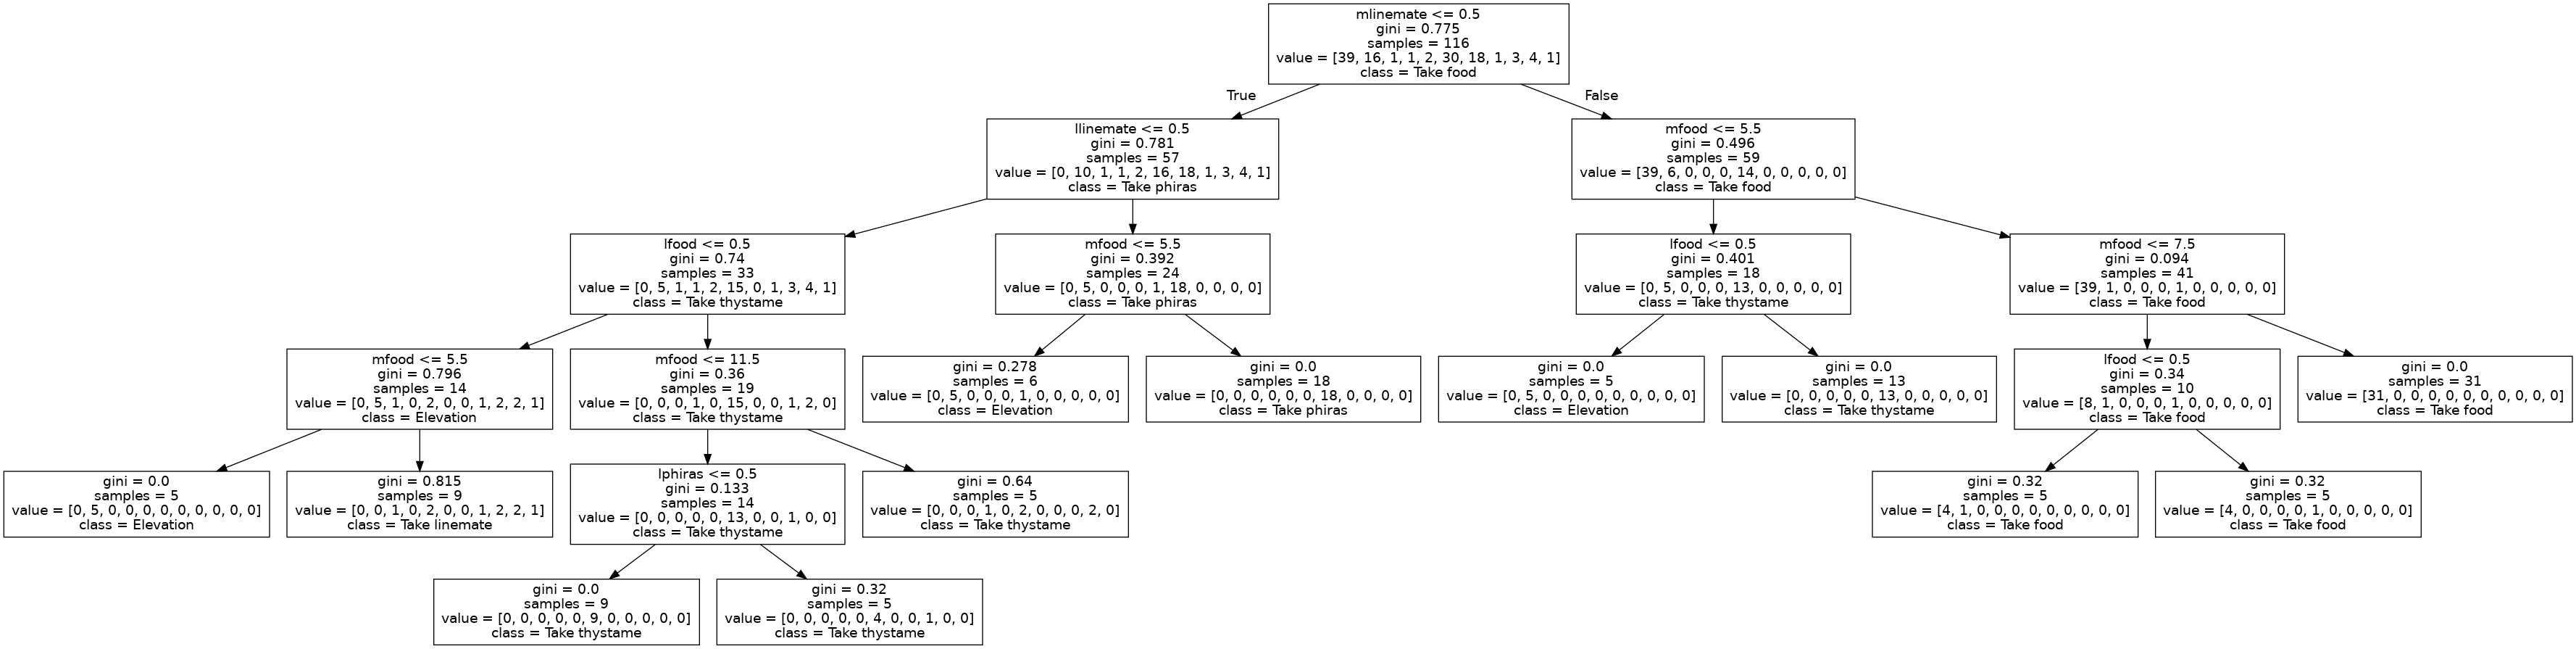 mlinemate <= 0.5
gini = 0.775
samples = 116
value = [39, 16, 1, 1, 2, 30, 18, 1, 3, 4, 1]
class = Take food
True
False
llinemate <= 0.5
gini = 0.781
samples = 57
value = [0, 10, 1, 1, 2, 16, 18, 1, 3, 4, 1]
class = Take phiras
mfood <= 5.5
gini = 0.496
samples = 59
value = [39, 6, 0, 0, 0, 14, 0, 0, 0, 0, 0]
class = Take food
lfood <= 0.5
gini = 0.74
samples = 33
value = [0, 5, 1, 1, 2, 15, 0, 1, 3, 4, 1]
class = Take thystame
mfood <= 5.5
gini = 0.392
samples = 24
value = [0, 5, 0, 0, 0, 1, 18, 0, 0, 0, 0]
class = Take phiras
lfood <= 0.5
gini = 0.401
samples = 18
value = [0, 5, 0, 0, 0, 13, 0, 0, 0, 0, 0]
class = Take thystame
mfood <= 7.5
gini = 0.094
samples = 41
value = [39, 1, 0, 0, 0, 1, 0, 0, 0, 0, 0]
class = Take food
mfood <= 5.5
gini = 0.796
samples = 14
value = [0, 5, 1, 0, 2, 0, 0, 1, 2, 2, 1]
class = Elevation
mfood <= 11.5
gini = 0.36
samples = 19
value = [0, 0, 0, 1, 0, 15, 0, 0, 1, 2, 0]
class = Take thystame
gini = 0.278
samples = 6
value = [0, 5, 0, 0, 0, 1, 0, 0, 0, 0, 0]
class = Elevation
gini = 0.0
samples = 18
value = [0, 0, 0, 0, 0, 0, 18, 0, 0, 0, 0]
class = Take phiras
gini = 0.0
samples = 5
value = [0, 5, 0, 0, 0, 0, 0, 0, 0, 0, 0]
class = Elevation
gini = 0.0
samples = 13
value = [0, 0, 0, 0, 0, 13, 0, 0, 0, 0, 0]
class = Take thystame
lfood <= 0.5
gini = 0.34
samples = 10
value = [8, 1, 0, 0, 0, 1, 0, 0, 0, 0, 0]
class = Take food
gini = 0.0
samples = 31
value = [31, 0, 0, 0, 0, 0, 0, 0, 0, 0, 0]
class = Take food
gini = 0.0
samples = 5
value = [0, 5, 0, 0, 0, 0, 0, 0, 0, 0, 0]
class = Elevation
gini = 0.815
samples = 9
value = [0, 0, 1, 0, 2, 0, 0, 1, 2, 2, 1]
class = Take linemate
lphiras <= 0.5
gini = 0.133
samples = 14
value = [0, 0, 0, 0, 0, 13, 0, 0, 1, 0, 0]
class = Take thystame
gini = 0.64
samples = 5
value = [0, 0, 0, 1, 0, 2, 0, 0, 0, 2, 0]
class = Take thystame
gini = 0.32
samples = 5
value = [4, 1, 0, 0, 0, 0, 0, 0, 0, 0, 0]
class = Take food
gini = 0.32
samples = 5
value = [4, 0, 0, 0, 0, 1, 0, 0, 0, 0, 0]
class = Take food
gini = 0.0
samples = 9
value = [0, 0, 0, 0, 0, 9, 0, 0, 0, 0, 0]
class = Take thystame
gini = 0.32
samples = 5
value = [0, 0, 0, 0, 0, 4, 0, 0, 1, 0, 0]
class = Take thystame